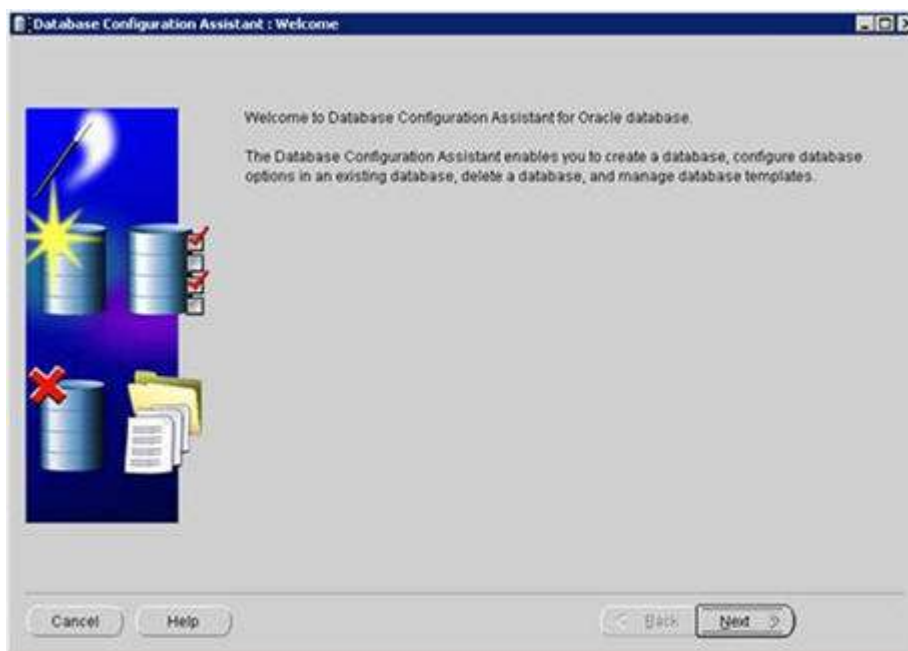 Database Configuration Assistant : Welcome
Welcome to Database Configuration Assistant for Oracle database.
The Database Configuration Assistant enables you to create a database, configure database
options in an existing database, delete a database, and manage database templates.
Cancel
Help
Back
Next